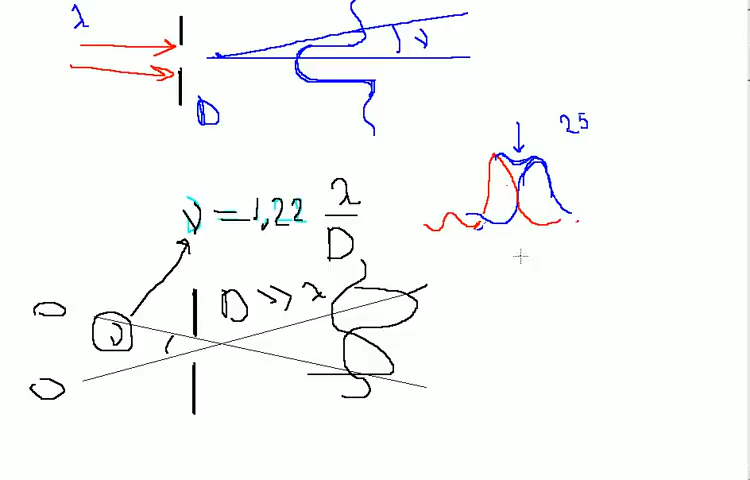 λ
ν
D
25
ν = 1,22 λ/D
D >> λ
ν